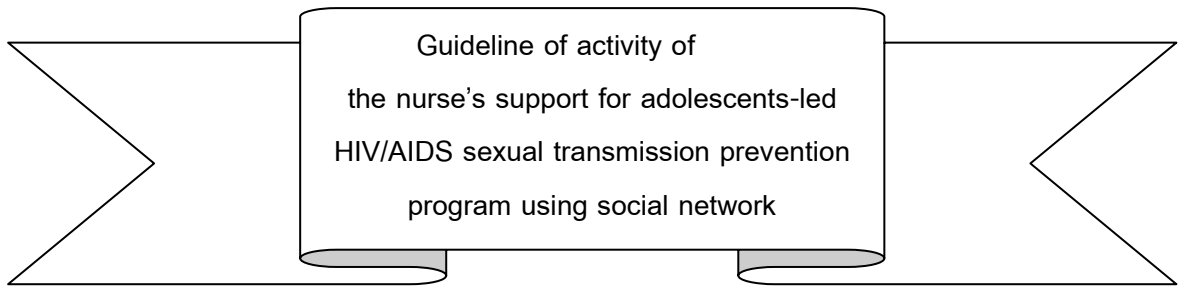 Guideline of activity of
the nurse’s support for adolescents-led
HIV/AIDS sexual transmission prevention
program using social network